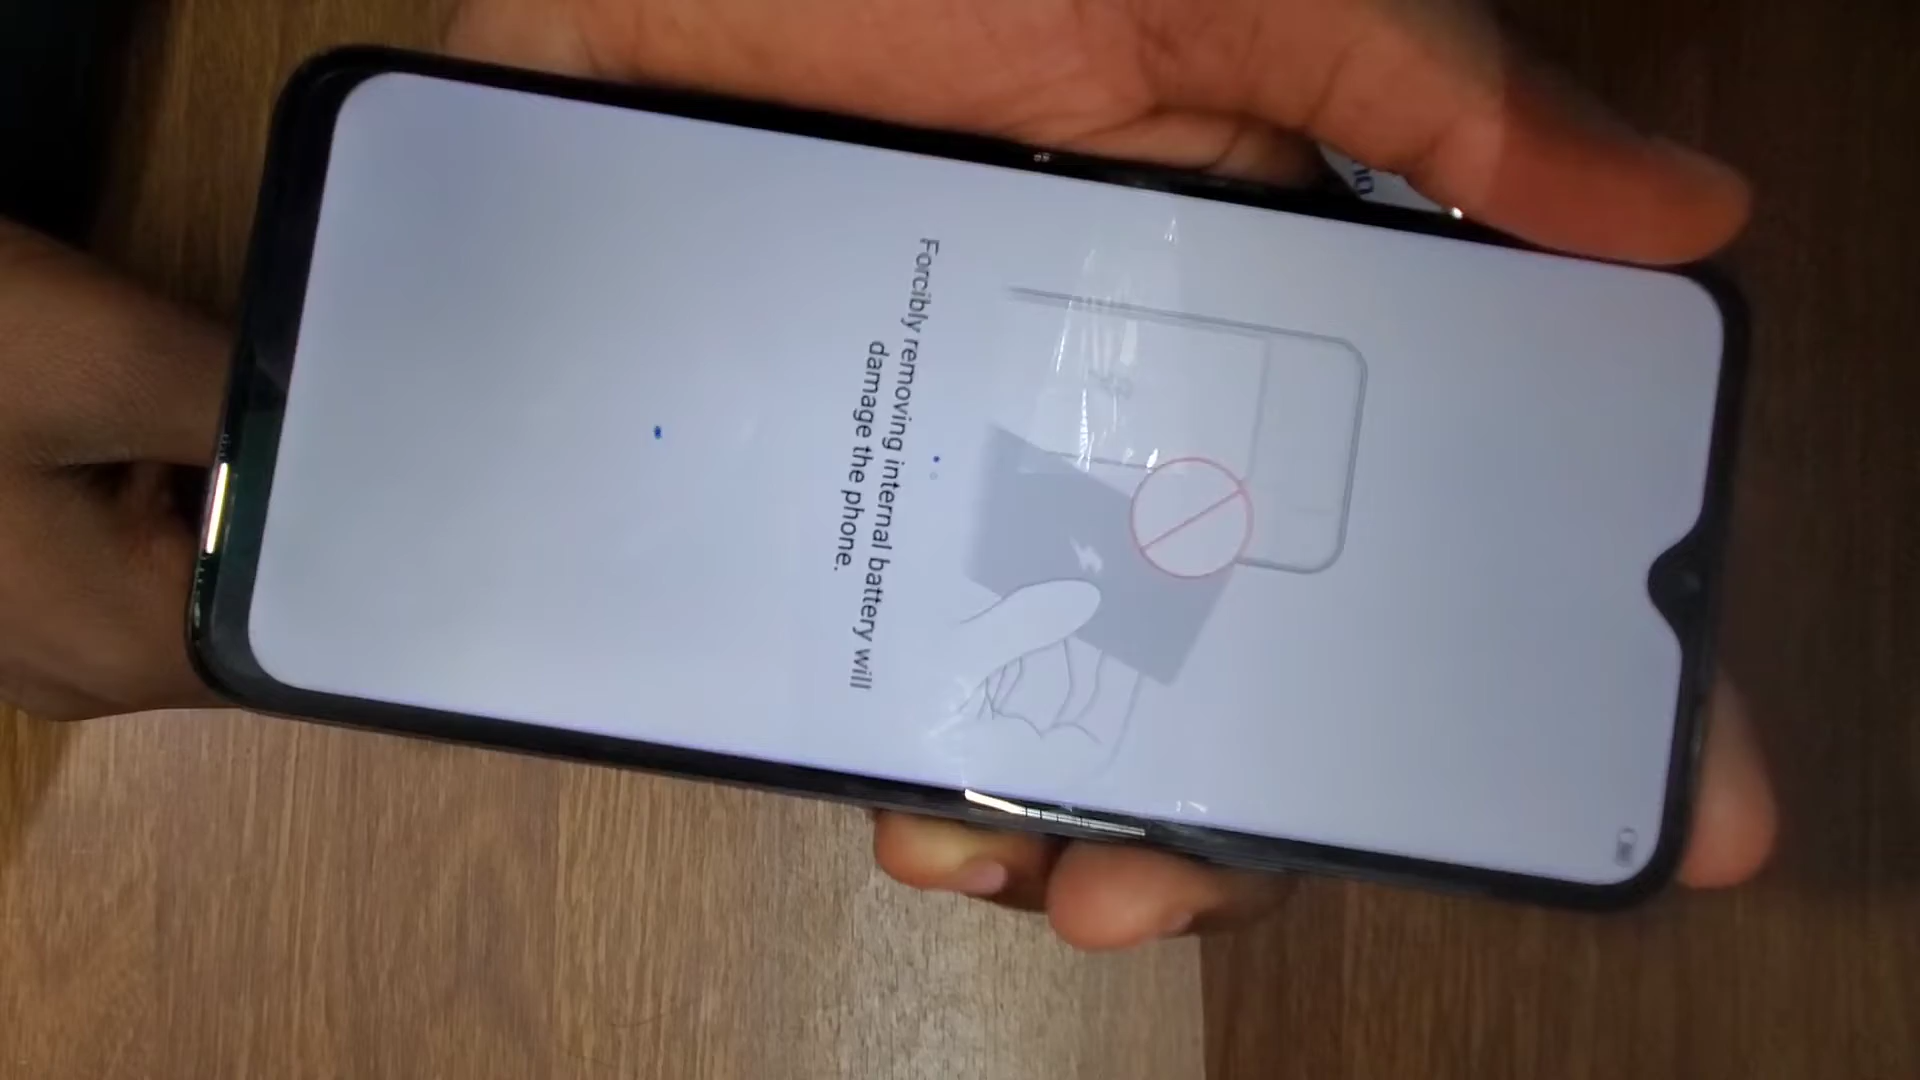 Forcibly removing internal battery will
damage the phone.